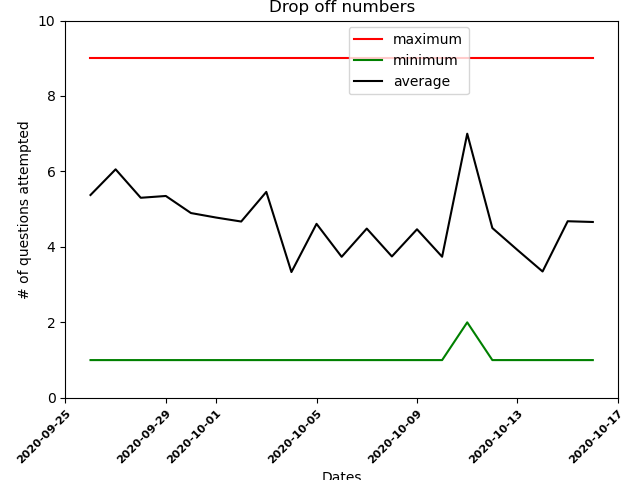 Drop off numbers
maximum
minimum
average
# of questions attempted
10
8
6
4
2
0
2020-09-25
2020-09-29
2020-10-01
2020-10-05
2020-10-09
2020-10-13
2020-10-17
Dates